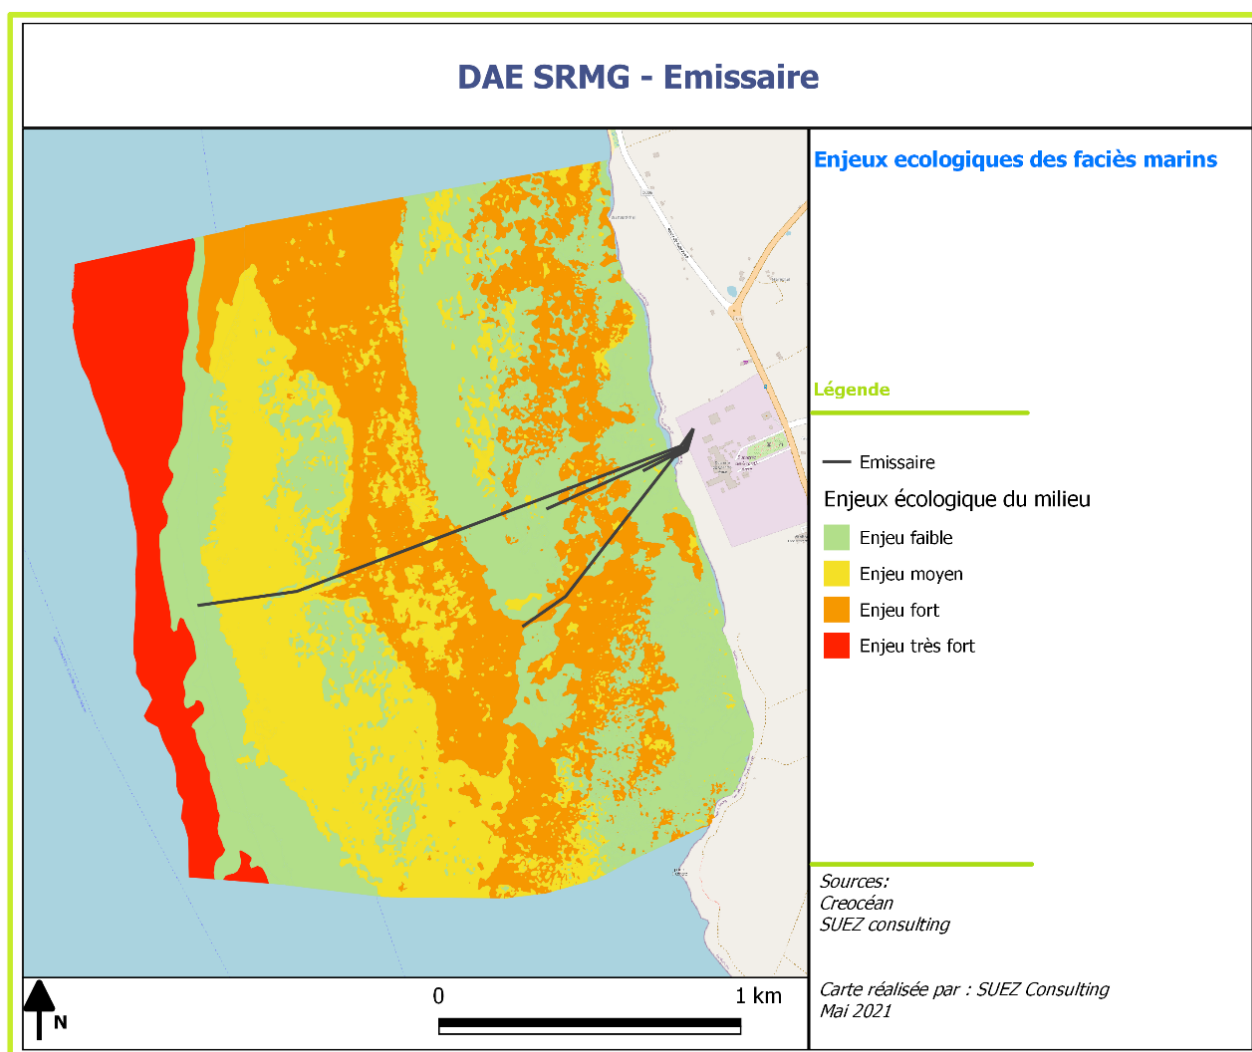 DAE SRMG - Emissaire
Enjeux ecologiques des faciès marins
Légende
Emissaire
Enjeux écologique du milieu
Enjeu faible
Enjeu moyen
Enjeu fort
Enjeu très fort
Sources:
Creocéan
SUEZ consulting
Carte réalisée par : SUEZ Consulting
Mai 2021
N
0
1 km